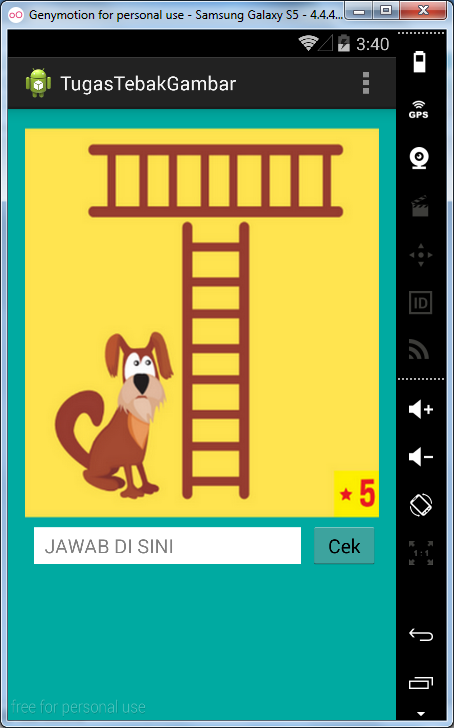 Genymotion for personal use - Samsung Galaxy S5 - 4.4.4...
3:40
TugasTebakGambar
GPS
ID
5
JAWAB DI SINI
Cek
1:1
free for personal use